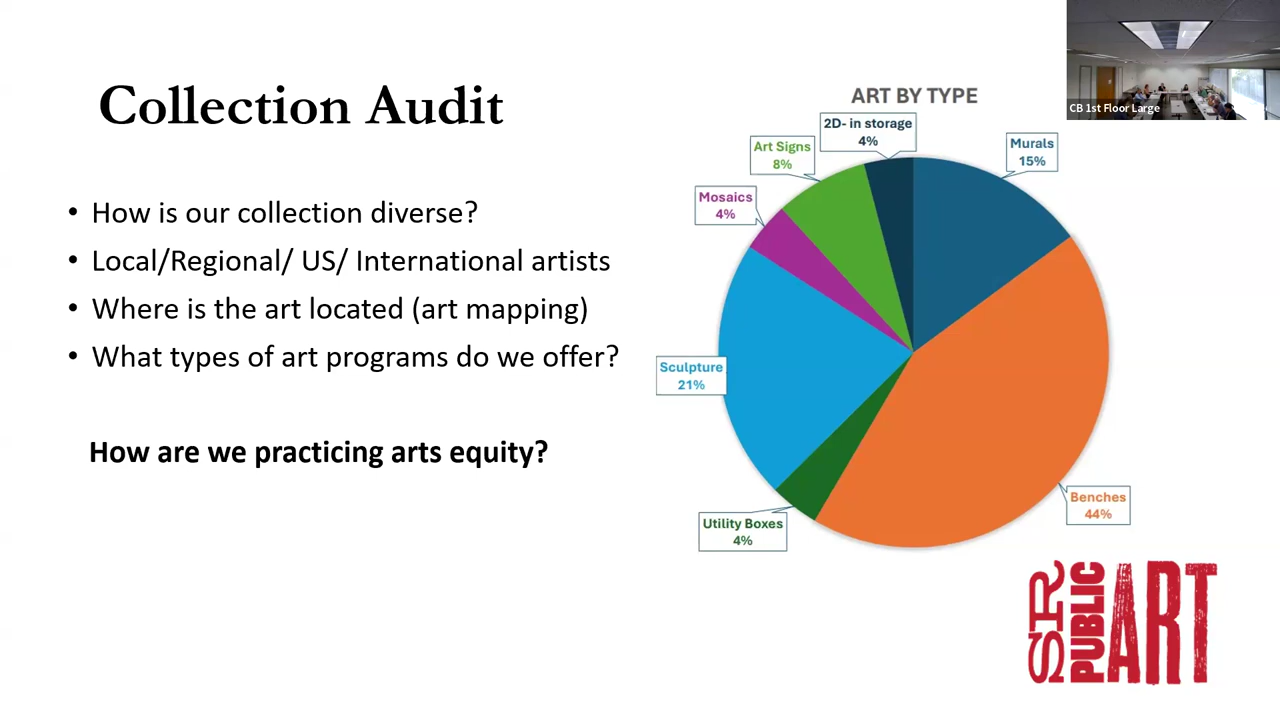 Collection Audit
• How is our collection diverse?
• Local/Regional/ US/ International artists
• Where is the art located (art mapping)
• What types of art programs do we offer?
How are we practicing arts equity?
ART BY TYPE
2D- in storage
4%
Murals
15%
Art Signs
8%
Mosaics
4%
Sculpture
21%
Utility Boxes
4%
Benches
44%
CB 1st Floor Large
SR
PUBLIC
ART